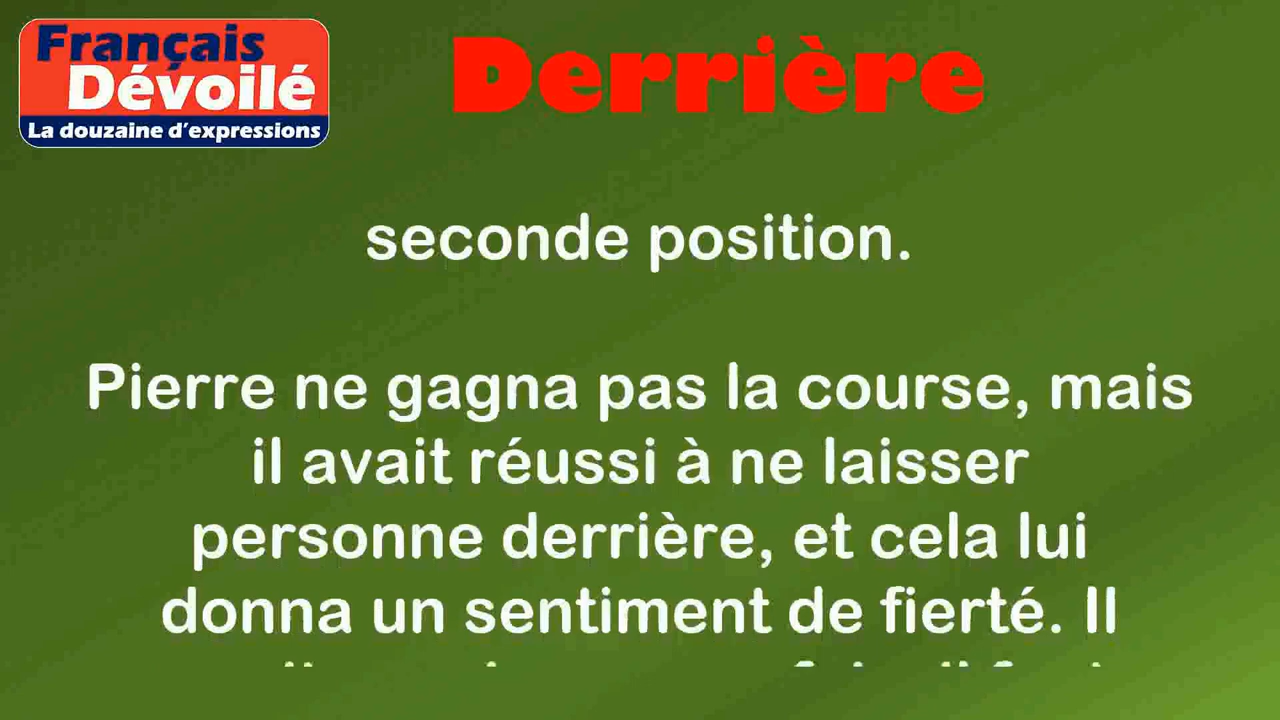 Français
Dévoilé
La douzaine d'expressions
Derrière
seconde position.
Pierre ne gagna pas la course, mais
il avait réussi à ne laisser
personne derrière, et cela lui
donna un sentiment de fierté. Il